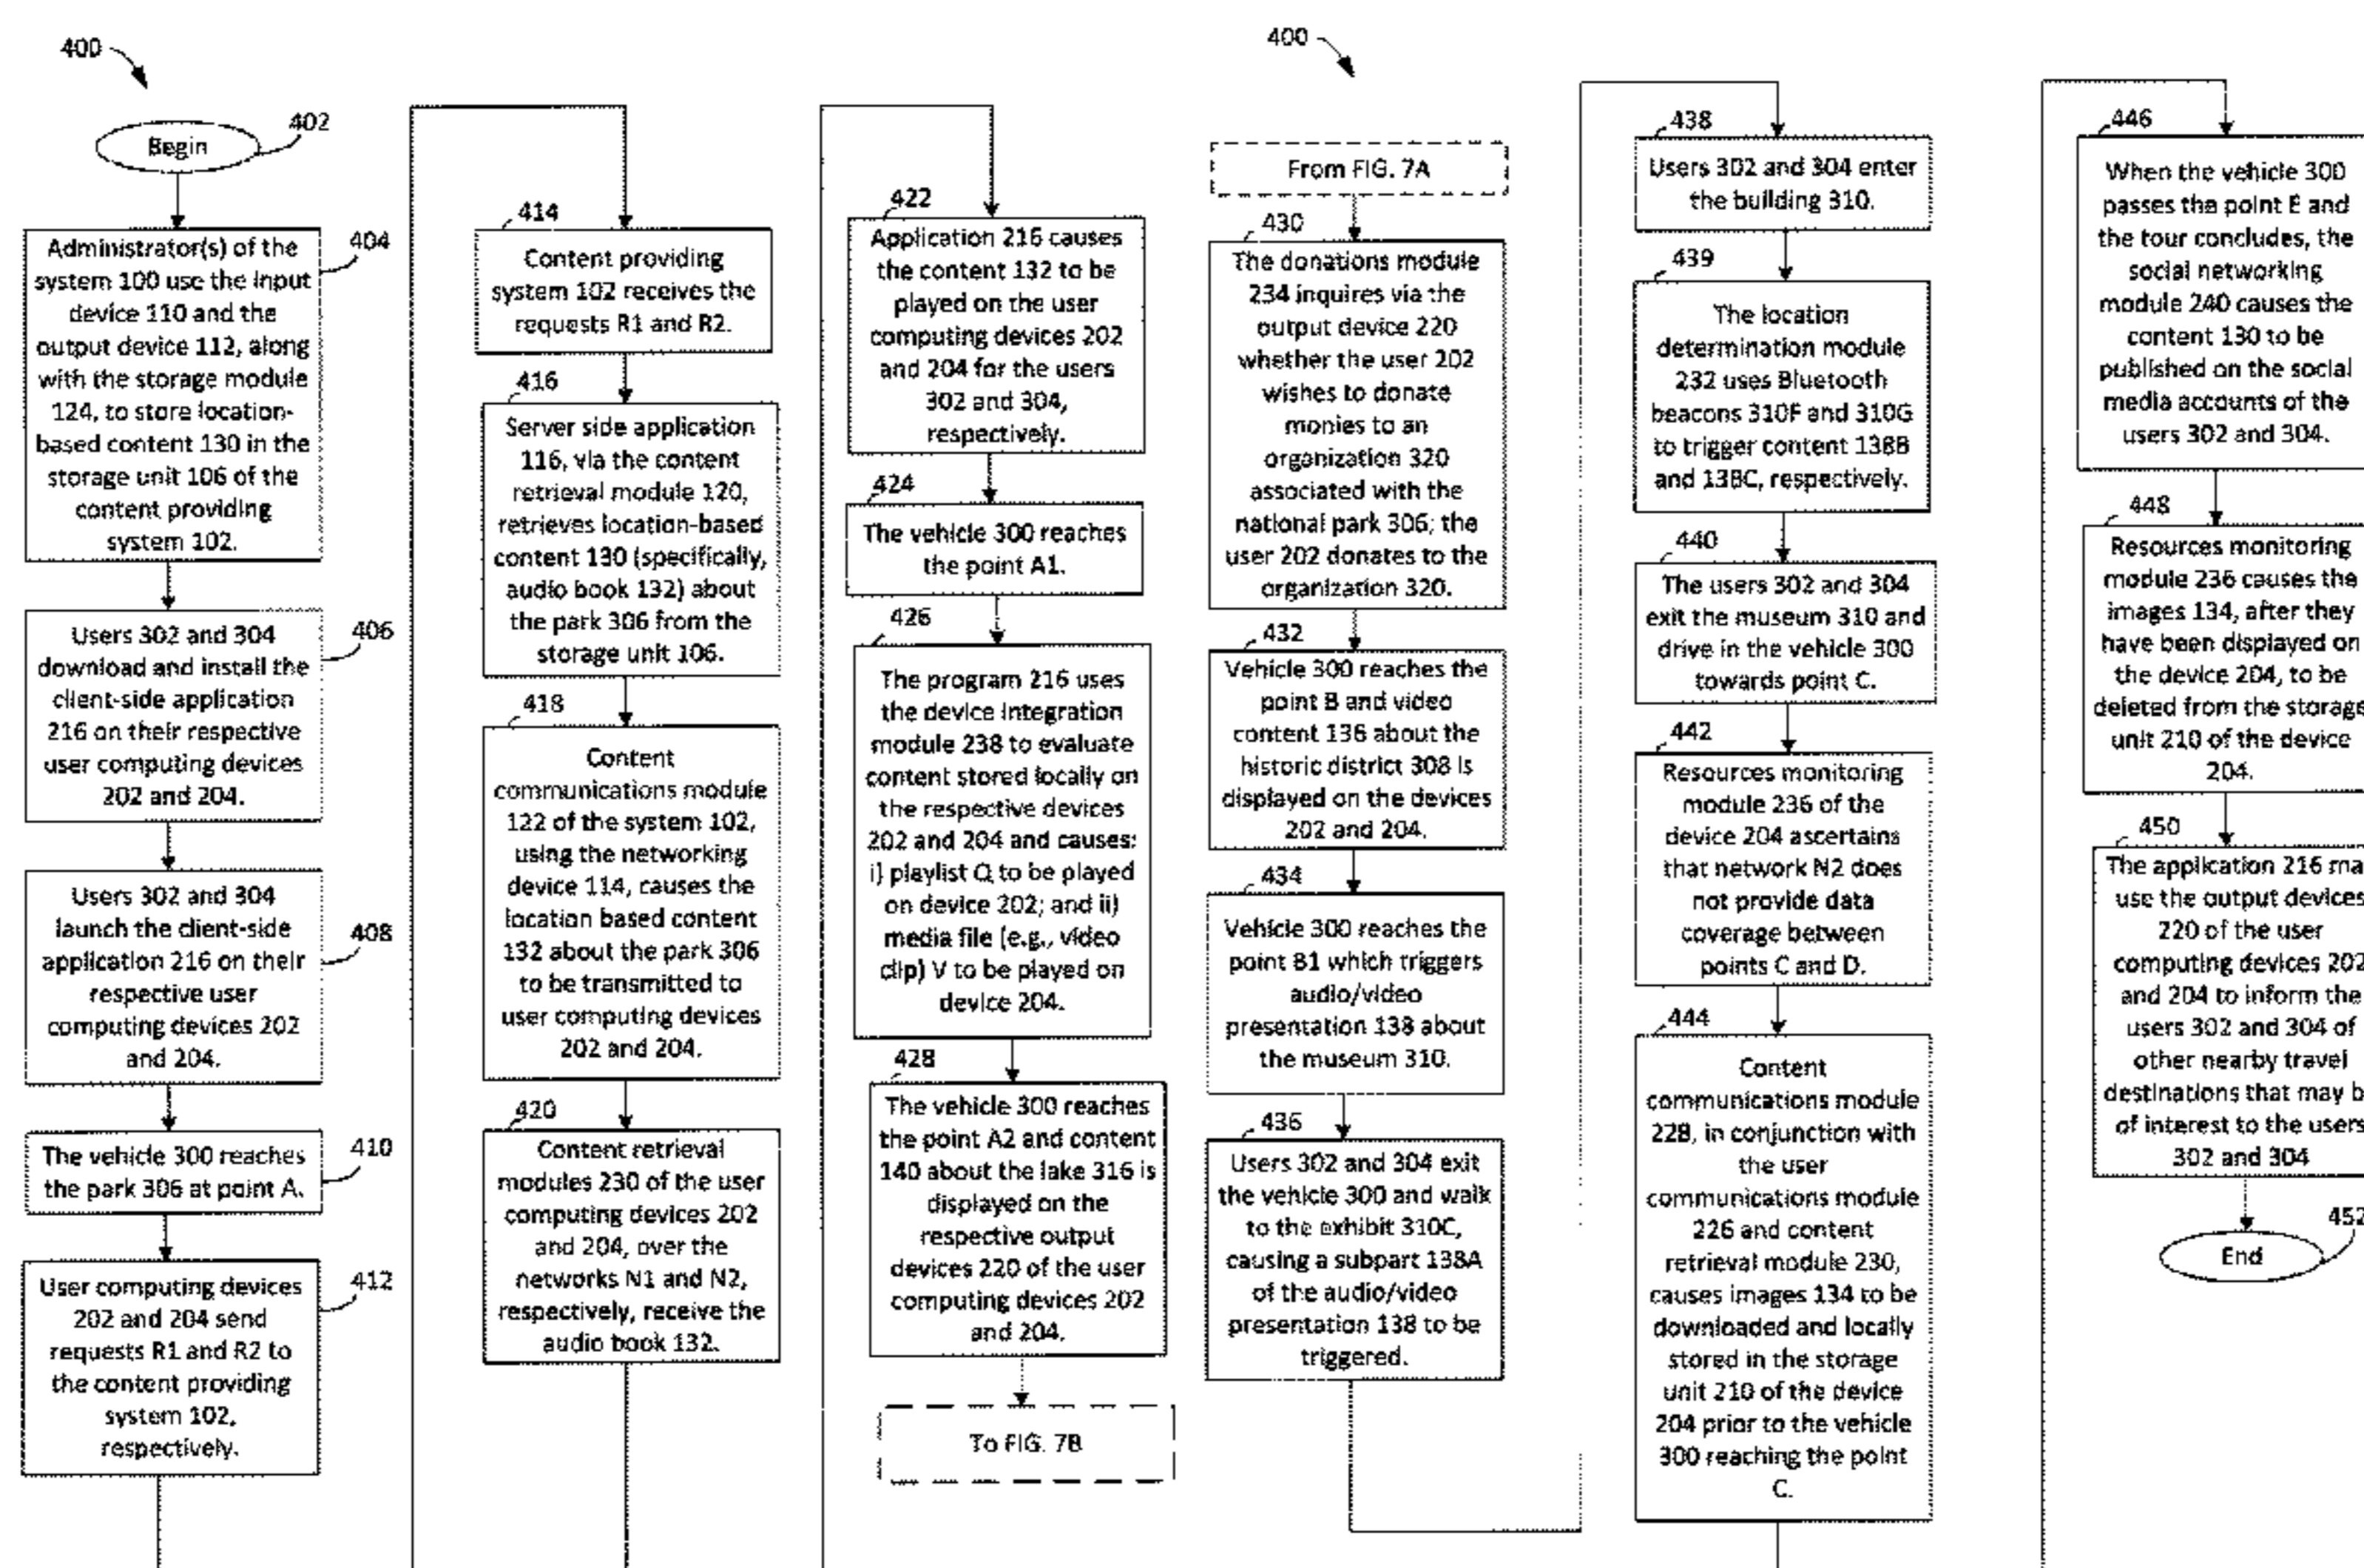 400
Begin
402
Administrator(s) of the
system 100 use the input
device 110 and the
output device 112, along
with the storage module
124, to store location-
based content 130 in the
storage unit 106 of the
content providing
system 102.
404
Users 302 and 304
download and install the
client-side application
216 on their respective
user computing devices
202 and 204.
406
Users 302 and 304
launch the client-side
application 216 on their
respective user
computing devices 202
and 204.
408
The vehicle 300 reaches
the park 306 at point A.
410
User computing devices
202 and 204 send
requests R1 and R2 to
the content providing
system 102,
respectively.
412
414
Content providing
system 102 receives the
requests R1 and R2.
416
Server side application
116, via the content
retrieval module 120,
retrieves location-based
content 130 (specifically,
audio book 132) about
the park 306 from the
storage unit 106.
418
Content
communications module
122 of the system 102,
using the networking
device 114, causes the
location based content
132 about the park 306
to be transmitted to
user computing devices
202 and 204.
420
Content retrieval
modules 230 of the user
computing devices 202
and 204, over the
networks N1 and N2,
respectively, receive the
audio book 132.
422
Application 216 causes
the content 132 to be
played on the user
computing devices 202
and 204 for the users
302 and 304,
respectively.
424
The vehicle 300 reaches
the point A1.
426
The program 216 uses
the device integration
module 238 to evaluate
content stored locally on
the respective devices
202 and 204 and causes:
i) playlist Q to be played
on device 202; and ii)
media file (e.g., video
clip) V to be played on
device 204.
428
The vehicle 300 reaches
the point A2 and content
140 about the lake 316 is
displayed on the
respective output
devices 220 of the user
computing devices 202
and 204.
To FIG. 7B
400
From FIG. 7A
430
The donations module
234 inquires via the
output device 220
whether the user 202
wishes to donate
monies to an
organization 320
associated with the
national park 306; the
user 202 donates to the
organization 320.
432
Vehicle 300 reaches the
point B and video
content 136 about the
historic district 308 is
displayed on the devices
202 and 204.
434
Vehicle 300 reaches the
point B1 which triggers
audio/video
presentation 138 about
the museum 310.
436
Users 302 and 304 exit
the vehicle 300 and walk
to the exhibit 310C,
causing a subpart 138A
of the audio/video
presentation 138 to be
triggered.
438
Users 302 and 304 enter
the building 310.
439
The location
determination module
232 uses Bluetooth
beacons 310F and 310G
to trigger content 138B
and 138C, respectively.
440
The users 302 and 304
exit the museum 310 and
drive in the vehicle 300
towards point C.
442
Resources monitoring
module 236 of the
device 204 ascertains
that network N2 does
not provide data
coverage between
points C and D.
444
Content
communications module
228, in conjunction with
the user
communications module
226 and content
retrieval module 230,
causes images 134 to be
downloaded and locally
stored in the storage
unit 210 of the device
204 prior to the vehicle
300 reaching the point
C.
446
When the vehicle 300
passes the point E and
the tour concludes, the
social networking
module 240 causes the
content 130 to be
published on the social
media accounts of the
users 302 and 304.
448
Resources monitoring
module 236 causes the
images 134, after they
have been displayed on
the device 204, to be
deleted from the storage
unit 210 of the device
204.
450
The application 216 ma
use the output devices
220 of the user
computing devices 202
and 204 to inform the
users 302 and 304 of
other nearby travel
destinations that may b
of interest to the users
302 and 304
End
452